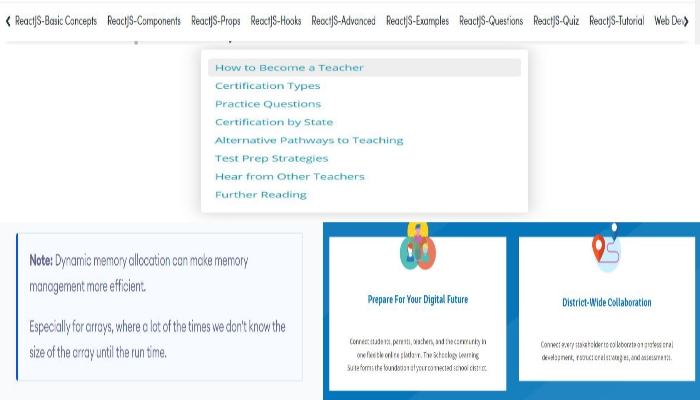 ReactJS-Basic Concepts ReactJS-Components ReactJS-Props ReactJS-Hooks ReactJS-Advanced ReactJS-Examples ReactJS-Questions ReactJS-Quiz ReactJS-Tutorial Web Dev
How to Become a Teacher
Certification Types
Practice Questions
Certification by State
Alternative Pathways to Teaching
Test Prep Strategies
Hear from Other Teachers
Further Reading
Note: Dynamic memory allocation can make memory
management more efficient.
Especially for arrays, where a lot of the times we don't know the
size of the array until the run time.
Prepare For Your Digital Future
Connect students, parents, teachers, and the community in
one flexible online platform. The Schoology Learning
Suite forms the foundation of your connected school district.
District-Wide Collaboration
Connect every stakeholder to collaborate on professional
development, instructional strategies, and assessments.